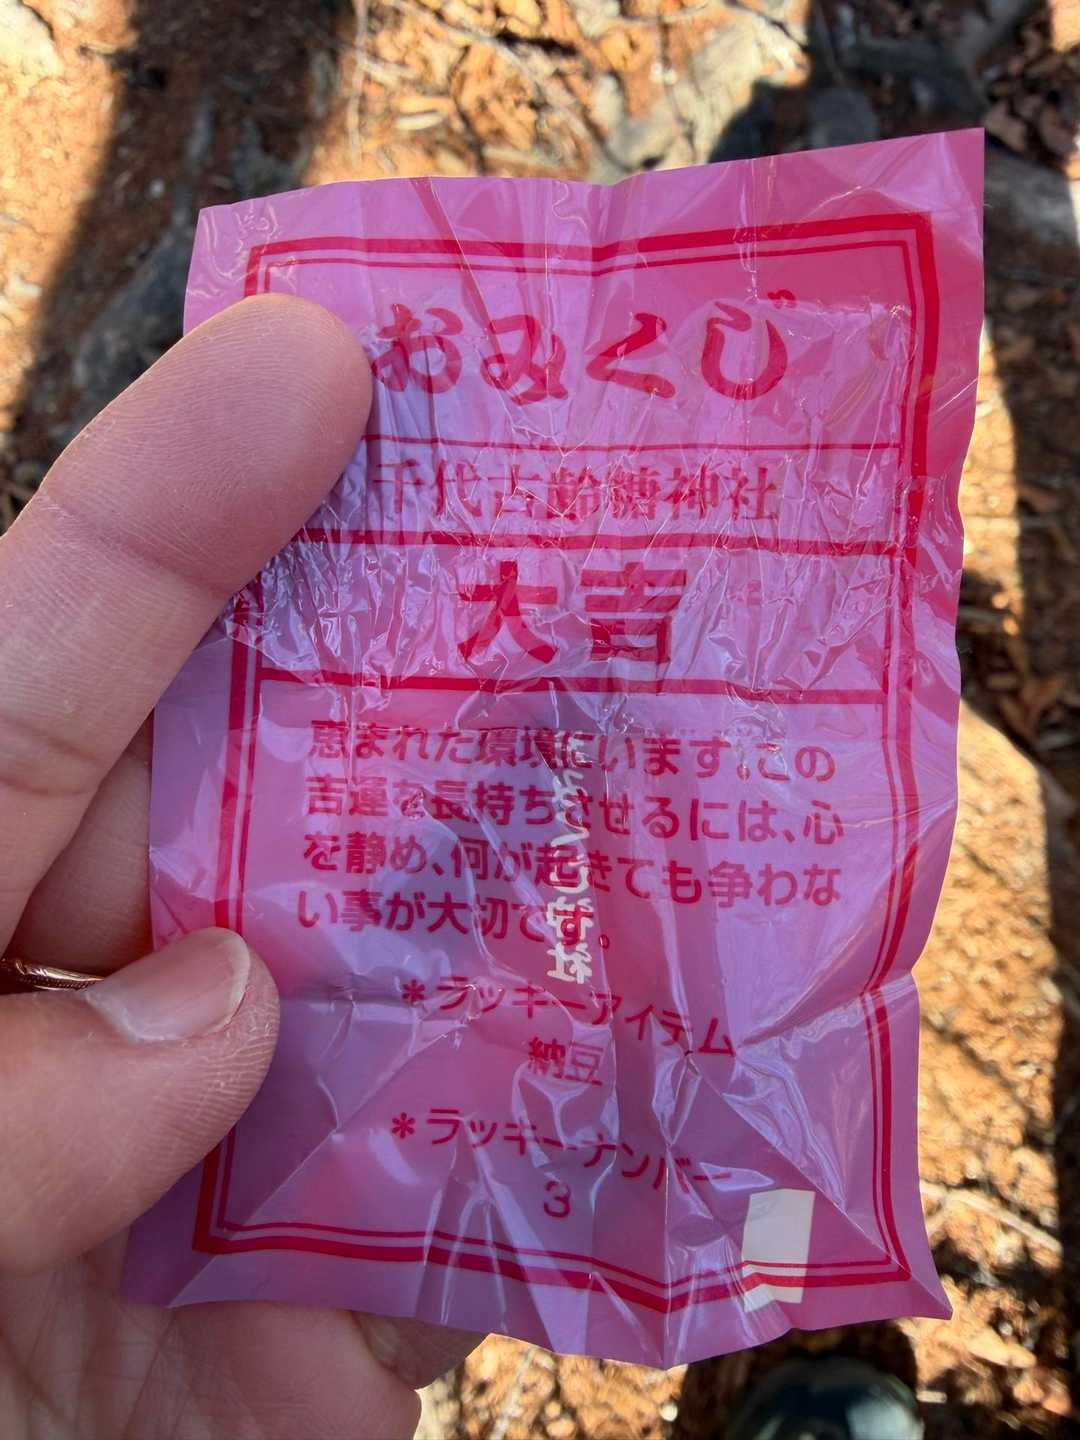 おみくじ
千代古齢糖神社
大吉
恵まれた環境にいます。この
吉運を長持ちさせるには、心
を静め、何が起きても争わな
い事が大切です。
＊ラッキーアイテム
納豆
＊ラッキーナンバー
3